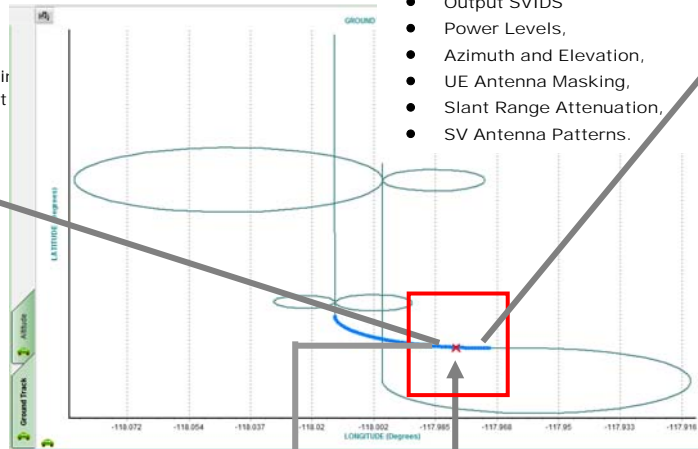 Output SVIDS
GROUND
• Power Levels,
• Azimuth and Elevation,
• UE Antenna Masking,
• Slant Range Attenuation,
• SV Antenna Patterns.
LATITUDE (Degrees)
Altitude
Ground Track
-118.072 -118.054 -118.037 -118.02 -118.002 -117.985 -117.968 -117.95 -117.933 -117.916
LONGITUDE (Degrees)